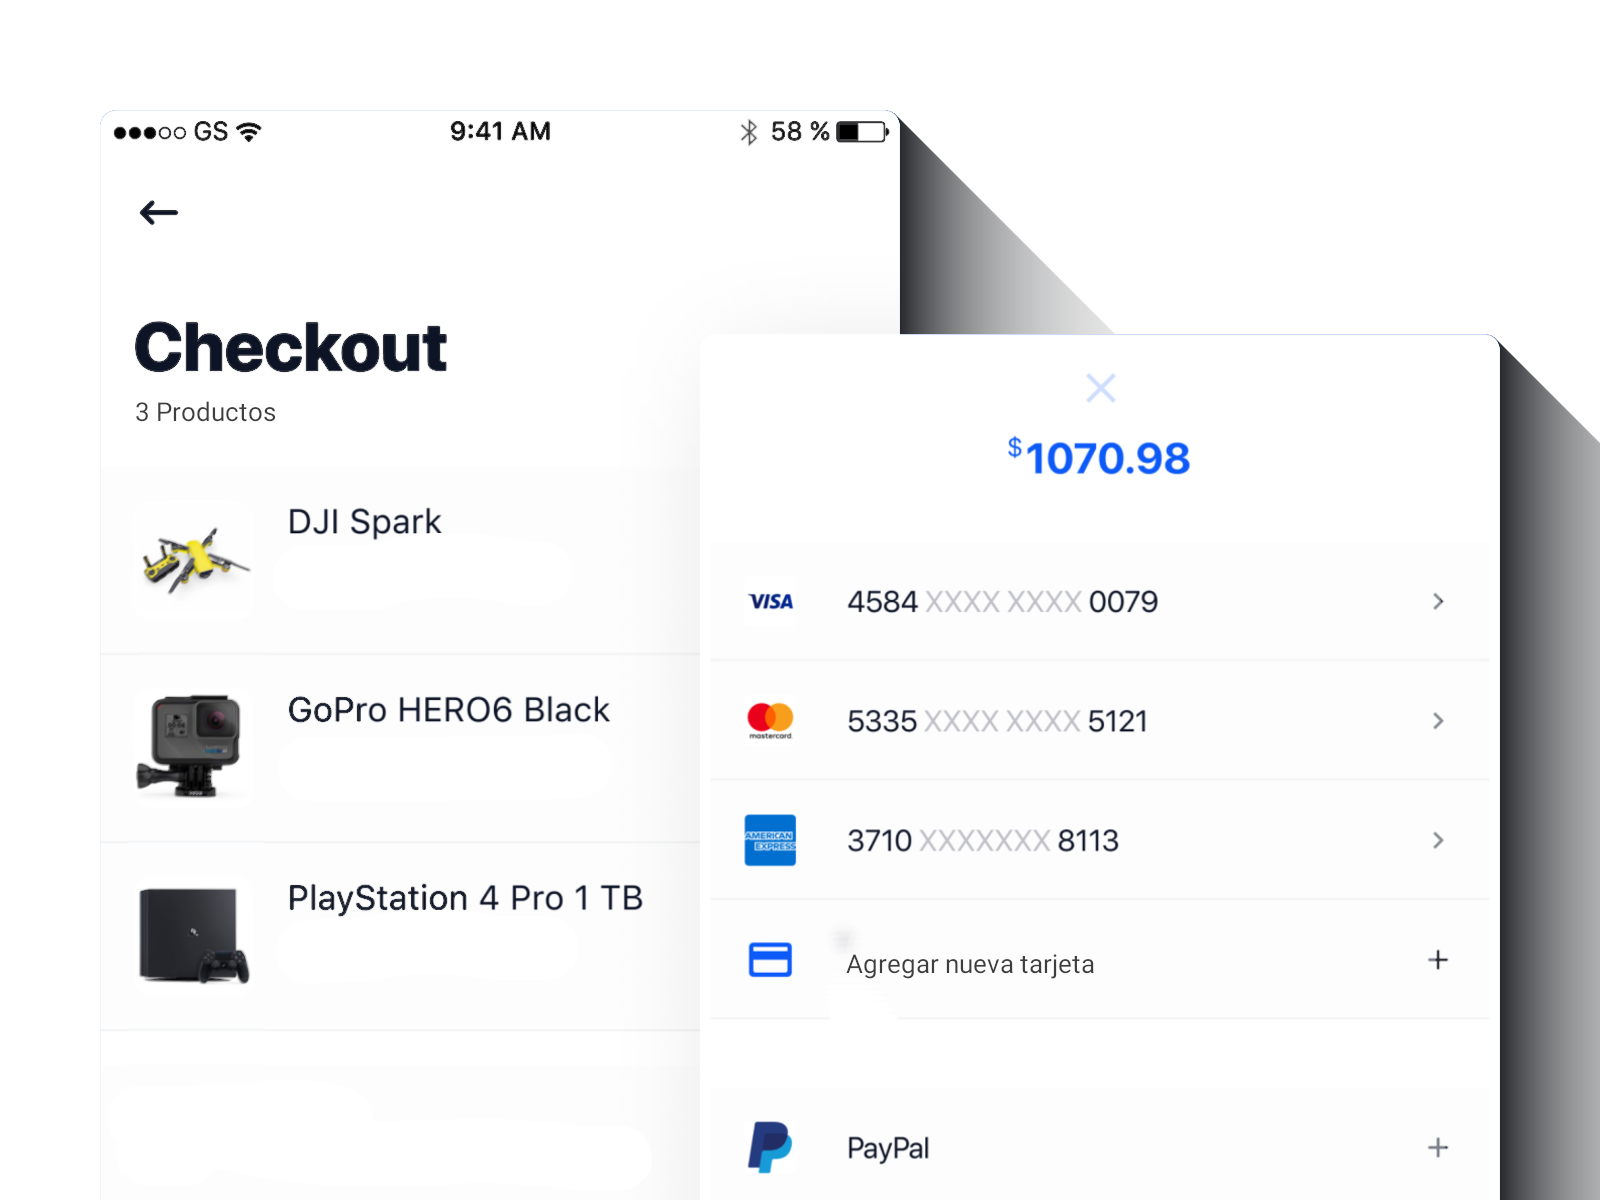 GS 9:41 AM 58 %
Checkout
3 Productos
DJI Spark
GoPro HERO6 Black
PlayStation 4 Pro 1 TB
$1070.98
VISA 4584 XXXX XXXX 0079
mastercard. 5335 XXXX XXXX 5121
AMERICAN EXPRESS 3710 XXXXXXX 8113
Agregar nueva tarjeta
PayPal